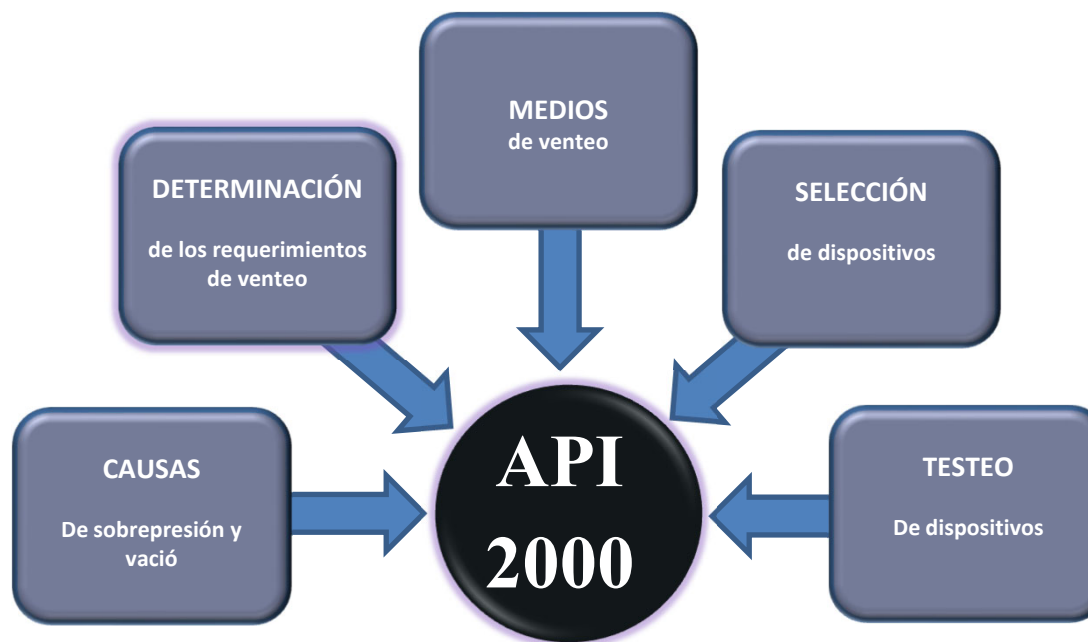 MEDIOS
de venteo
DETERMINACIÓN
de los requerimientos
de venteo
SELECCIÓN
de dispositivos
CAUSAS
De sobrepresión y
vació
API
2000
TESTEO
De dispositivos